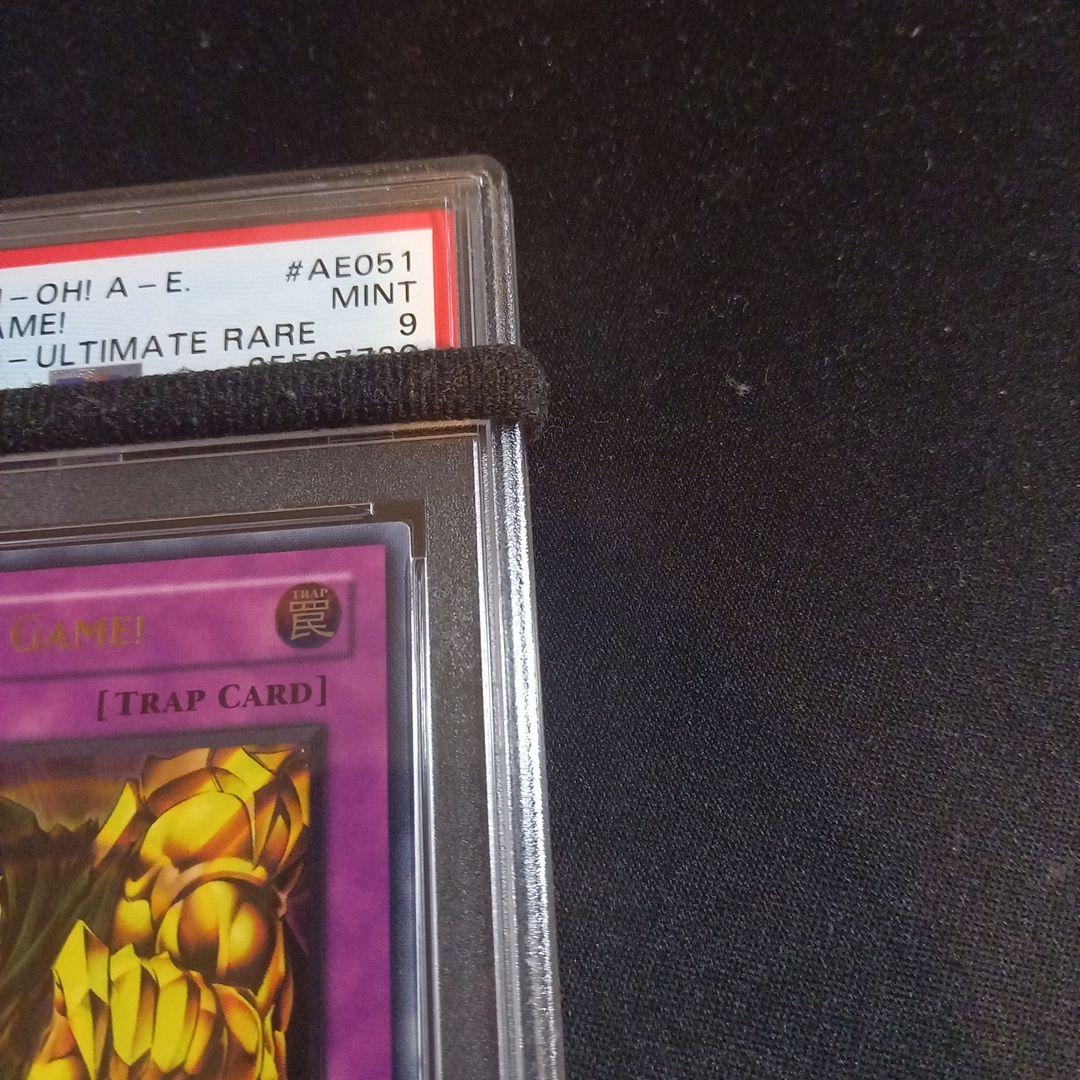 – OH! A – E. #AE051
AME! MINT
– ULTIMATE RARE 9
GAME!
TRAP
罠
[TRAP CARD]